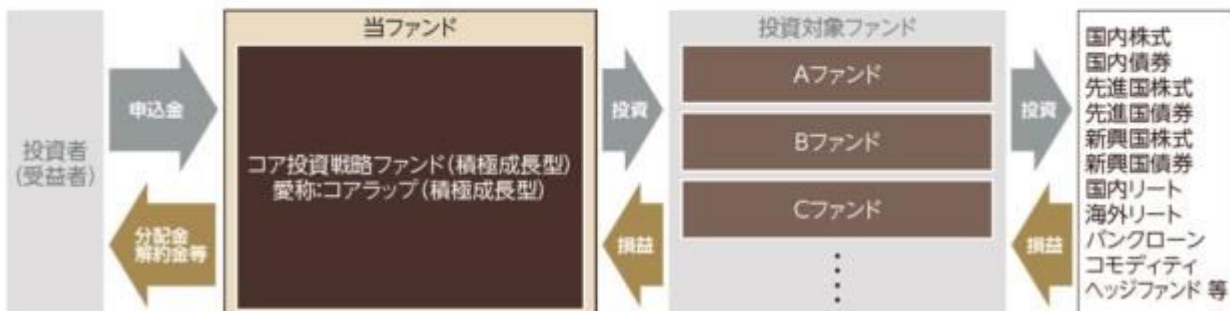 当ファンド
投資対象ファンド
投資者
(受益者)
申込金
分配金
解約金等
コア投資戦略ファンド(積極成長型)
愛称:コアラップ(積極成長型)
投資
損益
Aファンド
Bファンド
Cファンド
投資
損益
国内株式
国内債券
先進国株式
先進国債券
新興国株式
新興国債券
国内リート
海外リート
バンクローン
コモディティ
ヘッジファンド 等